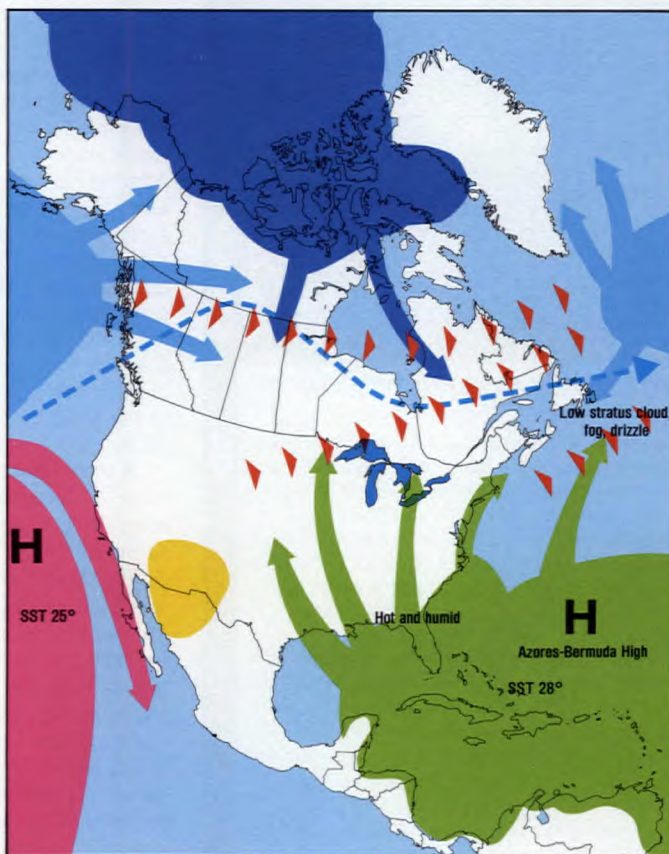 Low stratus cloud,
fog, drizzle
H
SST 25°
Hot and humid
H
Azores-Bermuda High
SST 28°